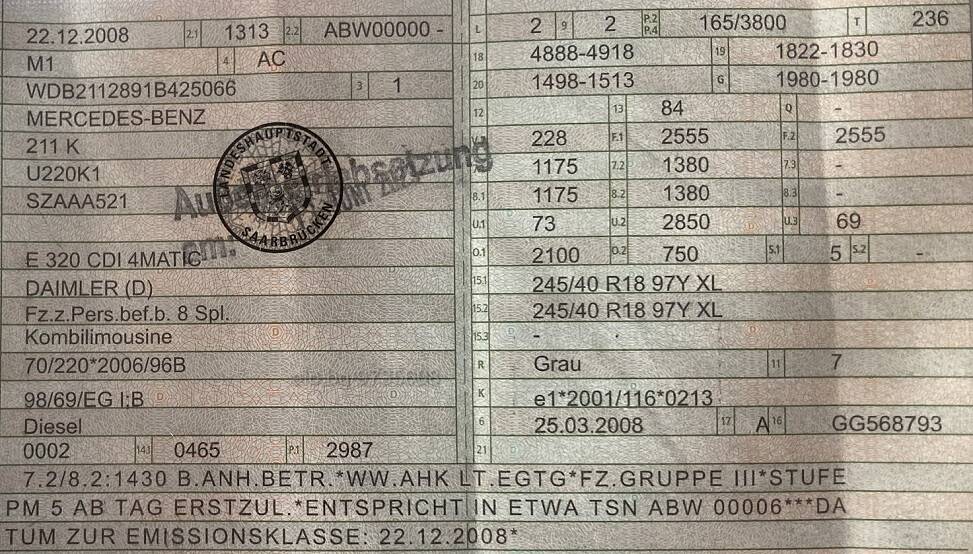 22.12.2008 2.1 1313 2.2 ABW00000 -
M1 4 AC
WDB2112891B425066 3 1
MERCEDES-BENZ
211 K
U220K1
SZAAA521
E 320 CDI 4MATIC
DAIMLER (D)
Fz.z.Pers.bef.b. 8 Spl.
Kombilimousine
70/220*2006/96B
98/69/EG I;B
Diesel
0002 14.1 0465 P.1 2987
LANDESHAUPTSTADT
SAARBRÜCKEN
L 2 9 2 P.2 P.4 165/3800 T 236
18 4888-4918 19 1822-1830
20 1498-1513 G 1980-1980
12 13 84 Q -
228 F.1 2555 F.2 2555
1175 7.2 1380 7.3 -
8.1 1175 8.2 1380 8.3 -
U.1 73 U.2 2850 U.3 69
O.1 2100 O.2 750 S.1 5 S.2 -
15.1 245/40 R18 97Y XL
15.2 245/40 R18 97Y XL
15.3 -
R Grau 11 7
K e1*2001/116*0213
6 25.03.2008 17 A 16 GG568793
21
7.2/8.2:1430 B.ANH.BETR.*WW.AHK LT.EGTG*FZ.GRUPPE III*STUFE
PM 5 AB TAG ERSTZUL.*ENTSPRICHT IN ETWA TSN ABW 00006***DA
TUM ZUR EMISSIONSKLASSE: 22.12.2008*